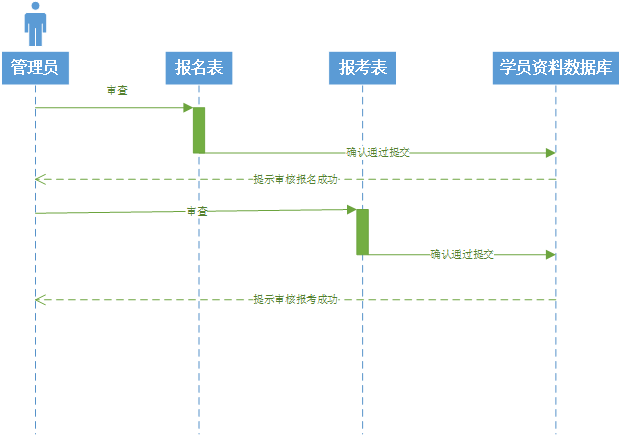 管理员
报名表
报考表
学员资料数据库
审查
确认通过提交
提示审核报名成功
审查
确认通过提交
提示审核报考成功